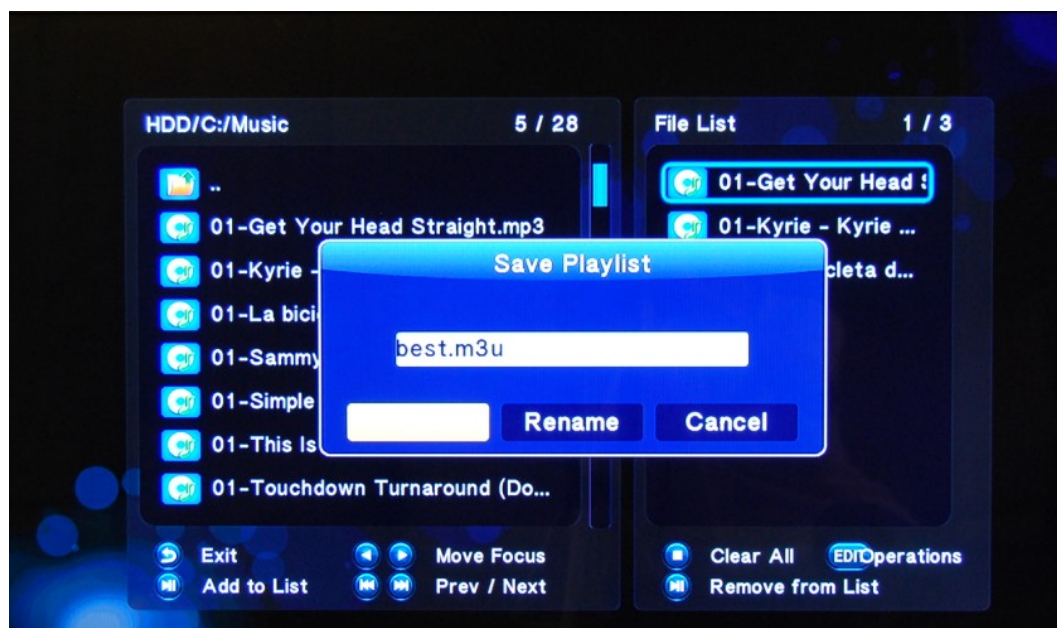 HDD/C:/Music 5 / 28
..
01-Get Your Head Straight.mp3
01-Kyrie -
01-La bici
01-Sammy
01-Simple
01-This Is
01-Touchdown Turnaround (Do...
File List 1 / 3
01-Get Your Head S
01-Kyrie - Kyrie ...
cleta d...
Save Playlist
best.m3u
Rename Cancel
Exit Move Focus
Add to List Prev / Next
Clear All EDIT Operations
Remove from List